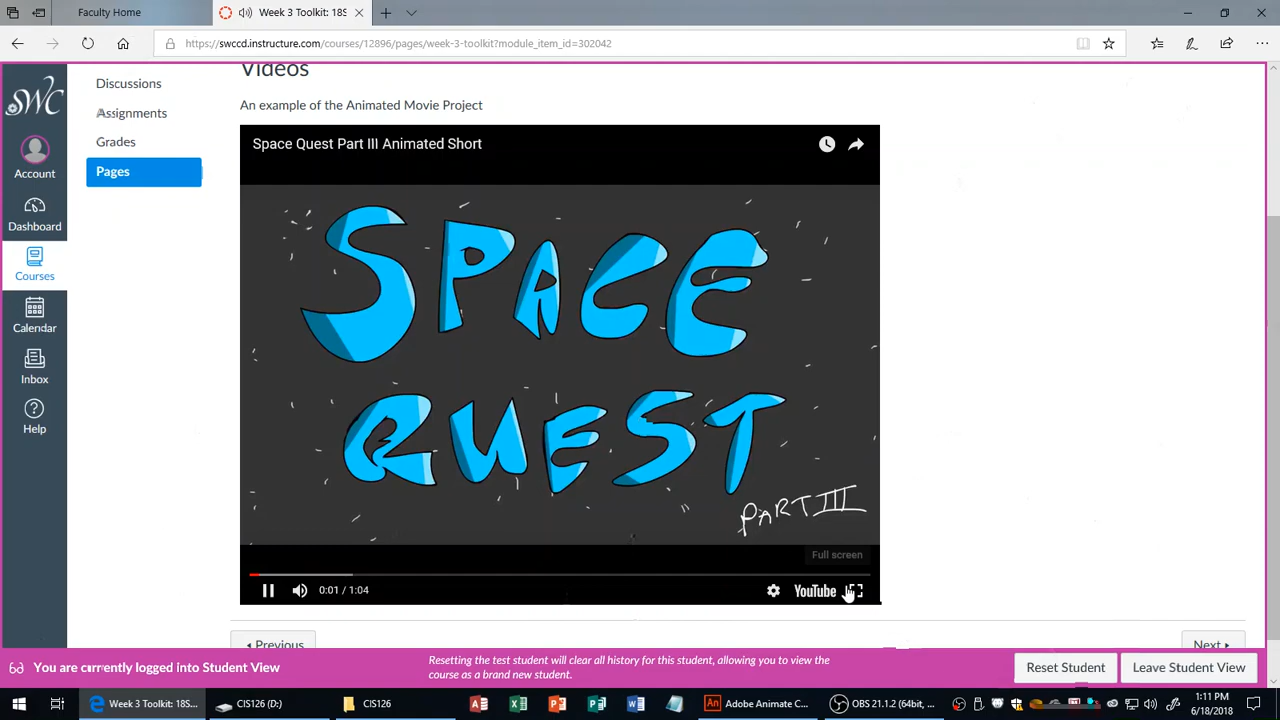 Faculty Home
Week 3 Toolkit: 18S
https://swccd.instructure.com/courses/12896/pages/week-3-toolkit?module_item_id=302042
SWC
Account
Dashboard
Courses
Calendar
Inbox
Help
Discussions
Assignments
Grades
Pages
Videos
An example of the Animated Movie Project
Space Quest Part III Animated Short
SPACE
QUEST
PART III
Full screen
0:01 / 1:04
YouTube
Previous
Next
You are currently logged into Student View
Resetting the test student will clear all history for this student, allowing you to view the
course as a brand new student.
Reset Student
Leave Student View
Week 3 Toolkit: 18S...
CIS126 (D:)
CIS126
Adobe Animate C...
OBS 21.1.2 (64bit, ...
1:11 PM
6/18/2018